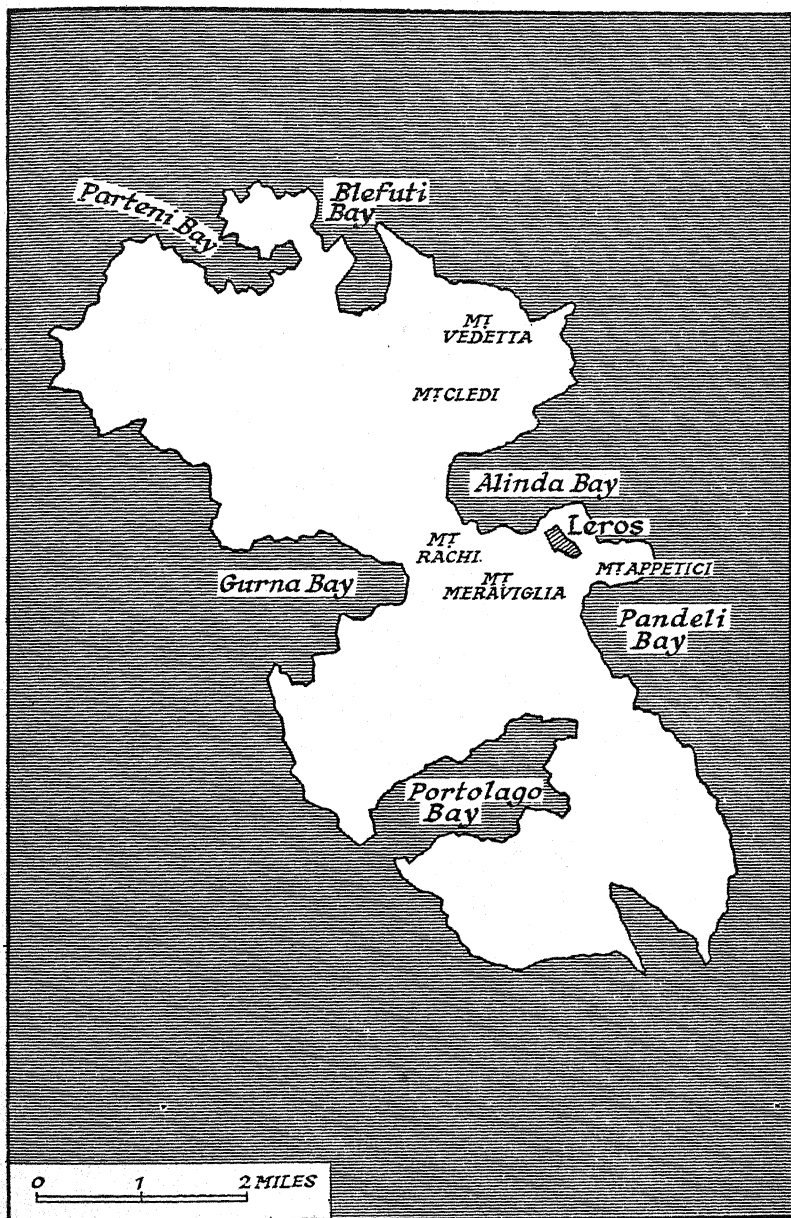 Parteni Bay
Blefuti
Bay
MT.
VEDETTA
MT. CLEDI
Alinda Bay
Leros
MT.
RACHI.
MT. APPETICI
Gurna Bay
MT.
MERAVIGLIA
Pandeli
Bay
Portolago
Bay
0 1 2 MILES